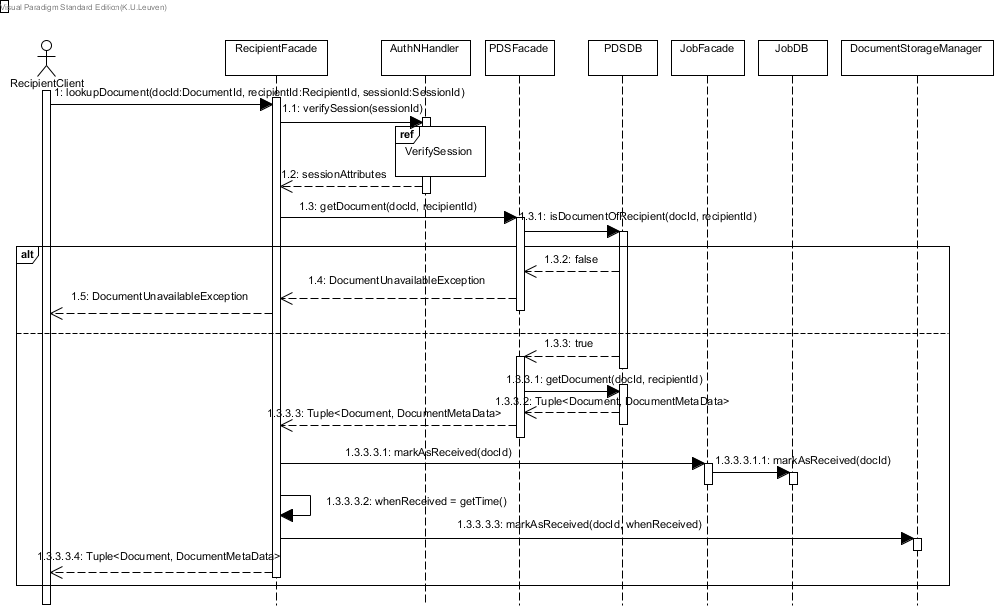 Visual Paradigm Standard Edition(K.U.Leuven)
RecipientClient
RecipientFacade
AuthNHandler
PDSFacade
PDSDB
JobFacade
JobDB
DocumentStorageManager
1: lookupDocument(docId:DocumentId, recipientId:RecipientId, sessionId:SessionId)
1.1: verifySession(sessionId)
ref
VerifySession
1.2: sessionAttributes
1.3: getDocument(docId, recipientId)
1.3.1: isDocumentOfRecipient(docId, recipientId)
alt
1.3.2: false
1.4: DocumentUnavailableException
1.5: DocumentUnavailableException
1.3.3: true
1.3.3.1: getDocument(docId, recipientId)
1.3.3.2: Tuple<Document, DocumentMetaData>
1.3.3.3: Tuple<Document, DocumentMetaData>
1.3.3.3.1: markAsReceived(docId)
1.3.3.3.1.1: markAsReceived(docId)
1.3.3.3.2: whenReceived = getTime()
1.3.3.3.3: markAsReceived(docId, whenReceived)
1.3.3.3.4: Tuple<Document, DocumentMetaData>